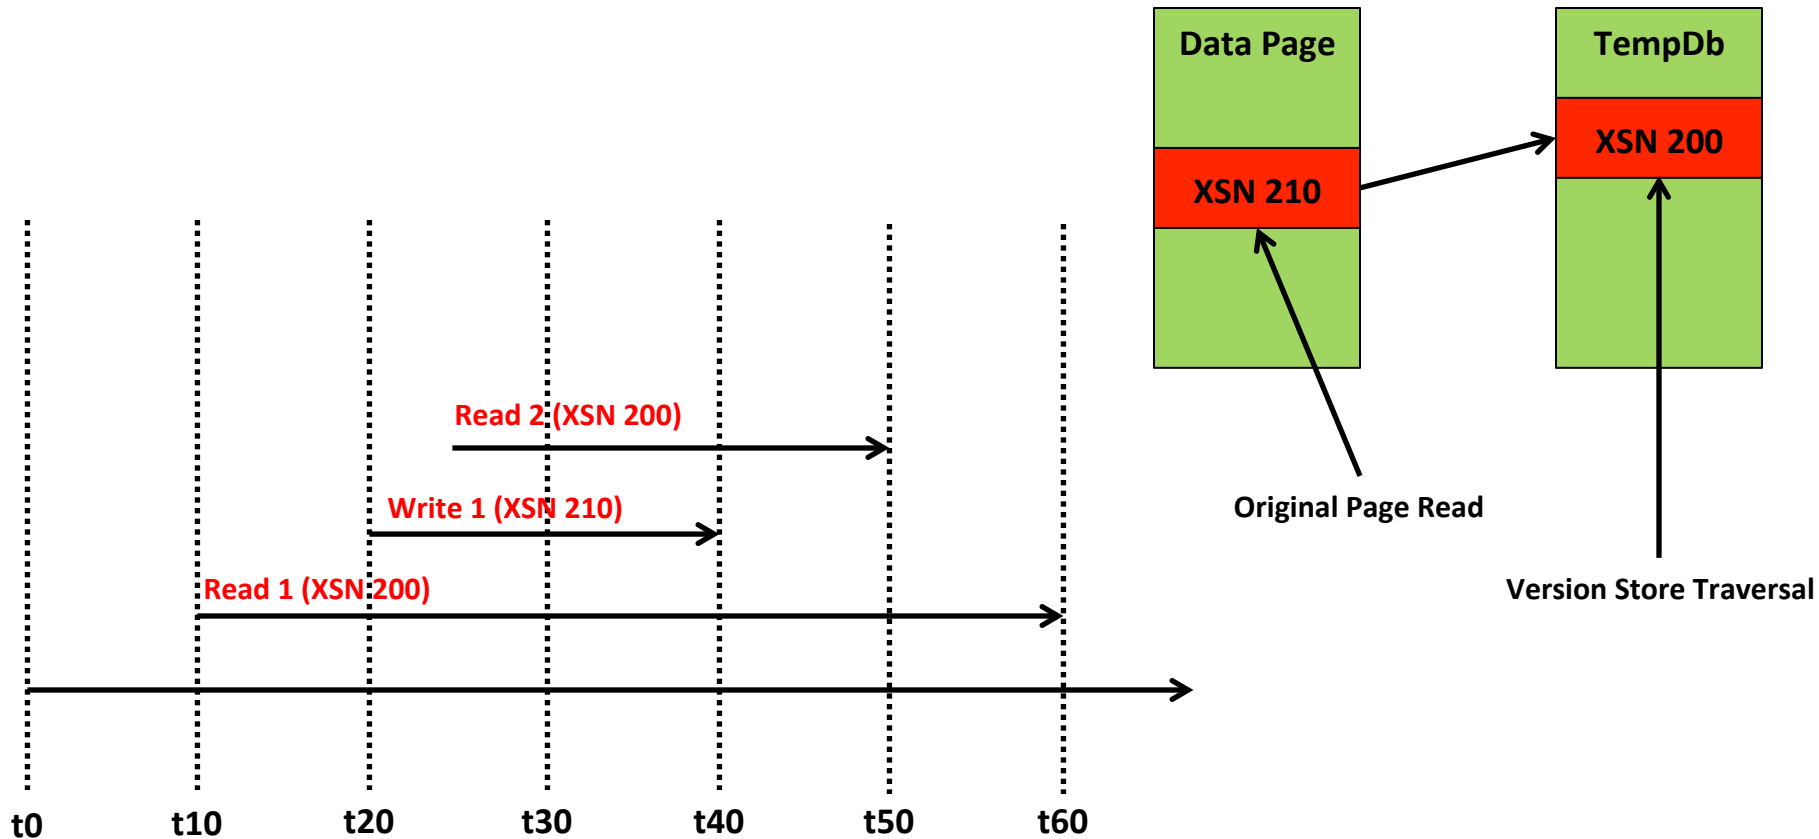 Data Page
TempDb
XSN 200
XSN 210
Read 2 (XSN 200)
Write 1 (XSN 210)
Original Page Read
Read 1 (XSN 200)
Version Store Traversal
t0
t10
t20
t30
t40
t50
t60